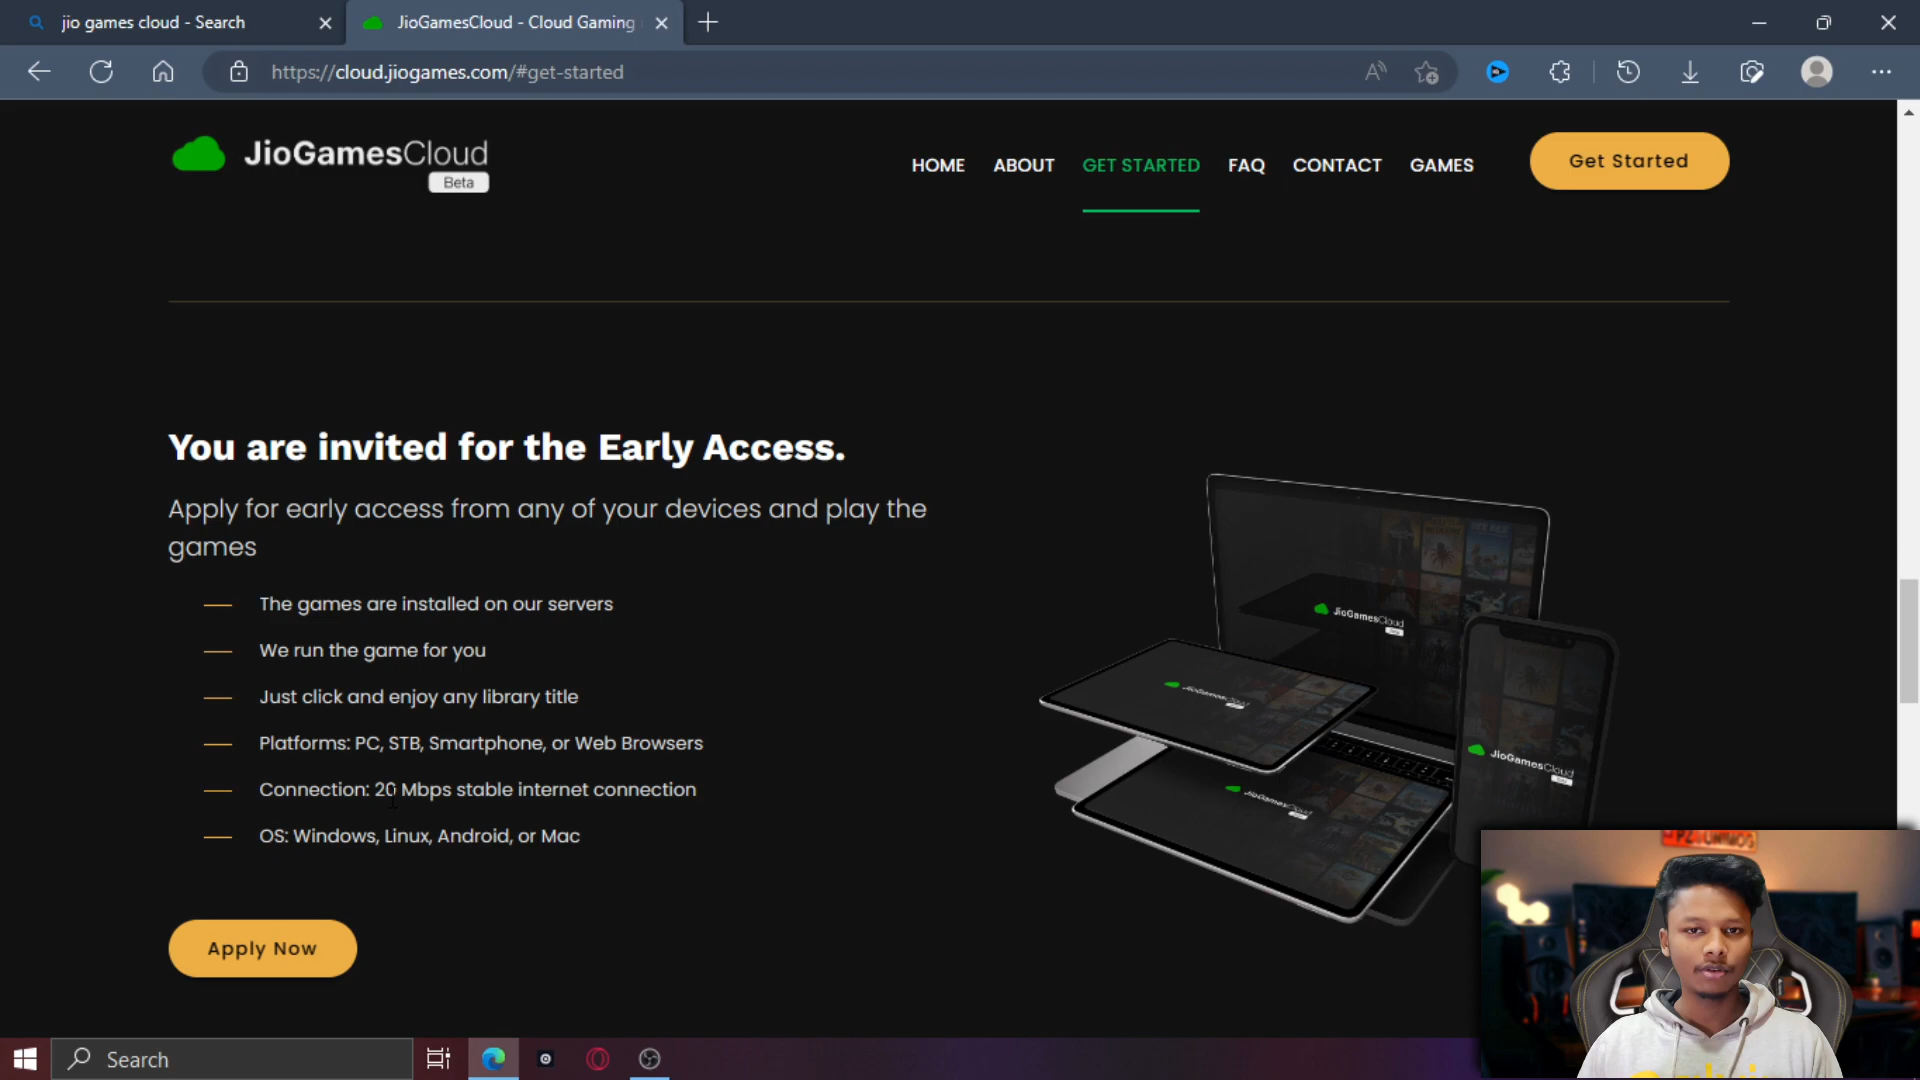 jio games cloud - Search
JioGamesCloud - Cloud Gaming
https://cloud.jiogames.com/#get-started
JioGamesCloud
Beta
HOME
ABOUT
GET STARTED
FAQ
CONTACT
GAMES
Get Started
You are invited for the Early Access.
Apply for early access from any of your devices and play the
games
The games are installed on our servers
We run the game for you
Just click and enjoy any library title
Platforms: PC, STB, Smartphone, or Web Browsers
Connection: 20 Mbps stable internet connection
OS: Windows, Linux, Android, or Mac
JioGamesCloud
JioGamesCloud
JioGamesCloud
JioGamesCloud
Apply Now
Search